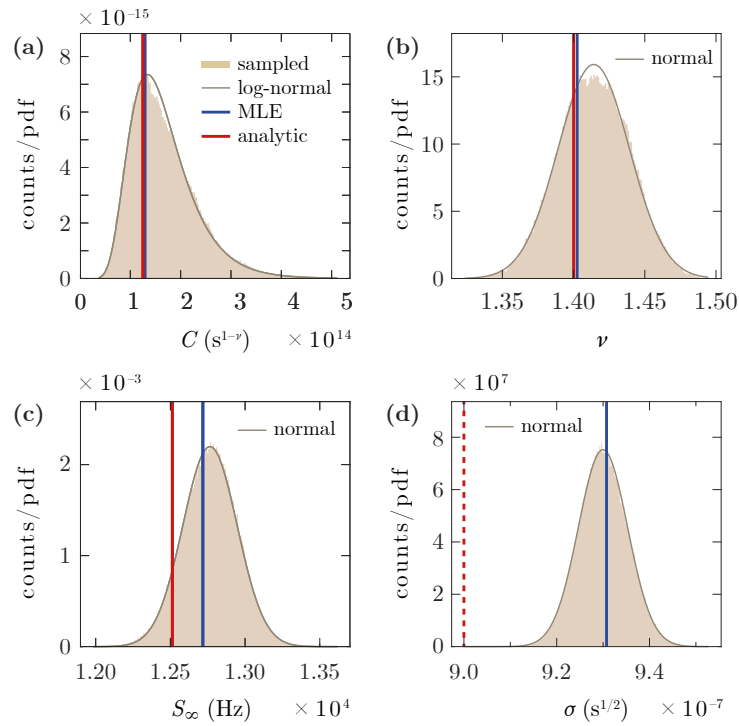 × 10⁻¹⁵
(a)
sampled
log-normal
MLE
analytic
counts/pdf
8
6
4
2
0
0 1 2 3 4 5
C (s¹⁻ᵛ) × 10¹⁴
(b)
normal
counts/pdf
15
10
5
0
1.35 1.40 1.45 1.50
ν
× 10⁻³
(c)
normal
counts/pdf
2
1
0
1.20 1.25 1.30 1.35
S∞ (Hz) × 10⁴
× 10⁷
(d)
normal
counts/pdf
8
6
4
2
0
9.0 9.2 9.4
σ (s¹ᐟ²) × 10⁻⁷